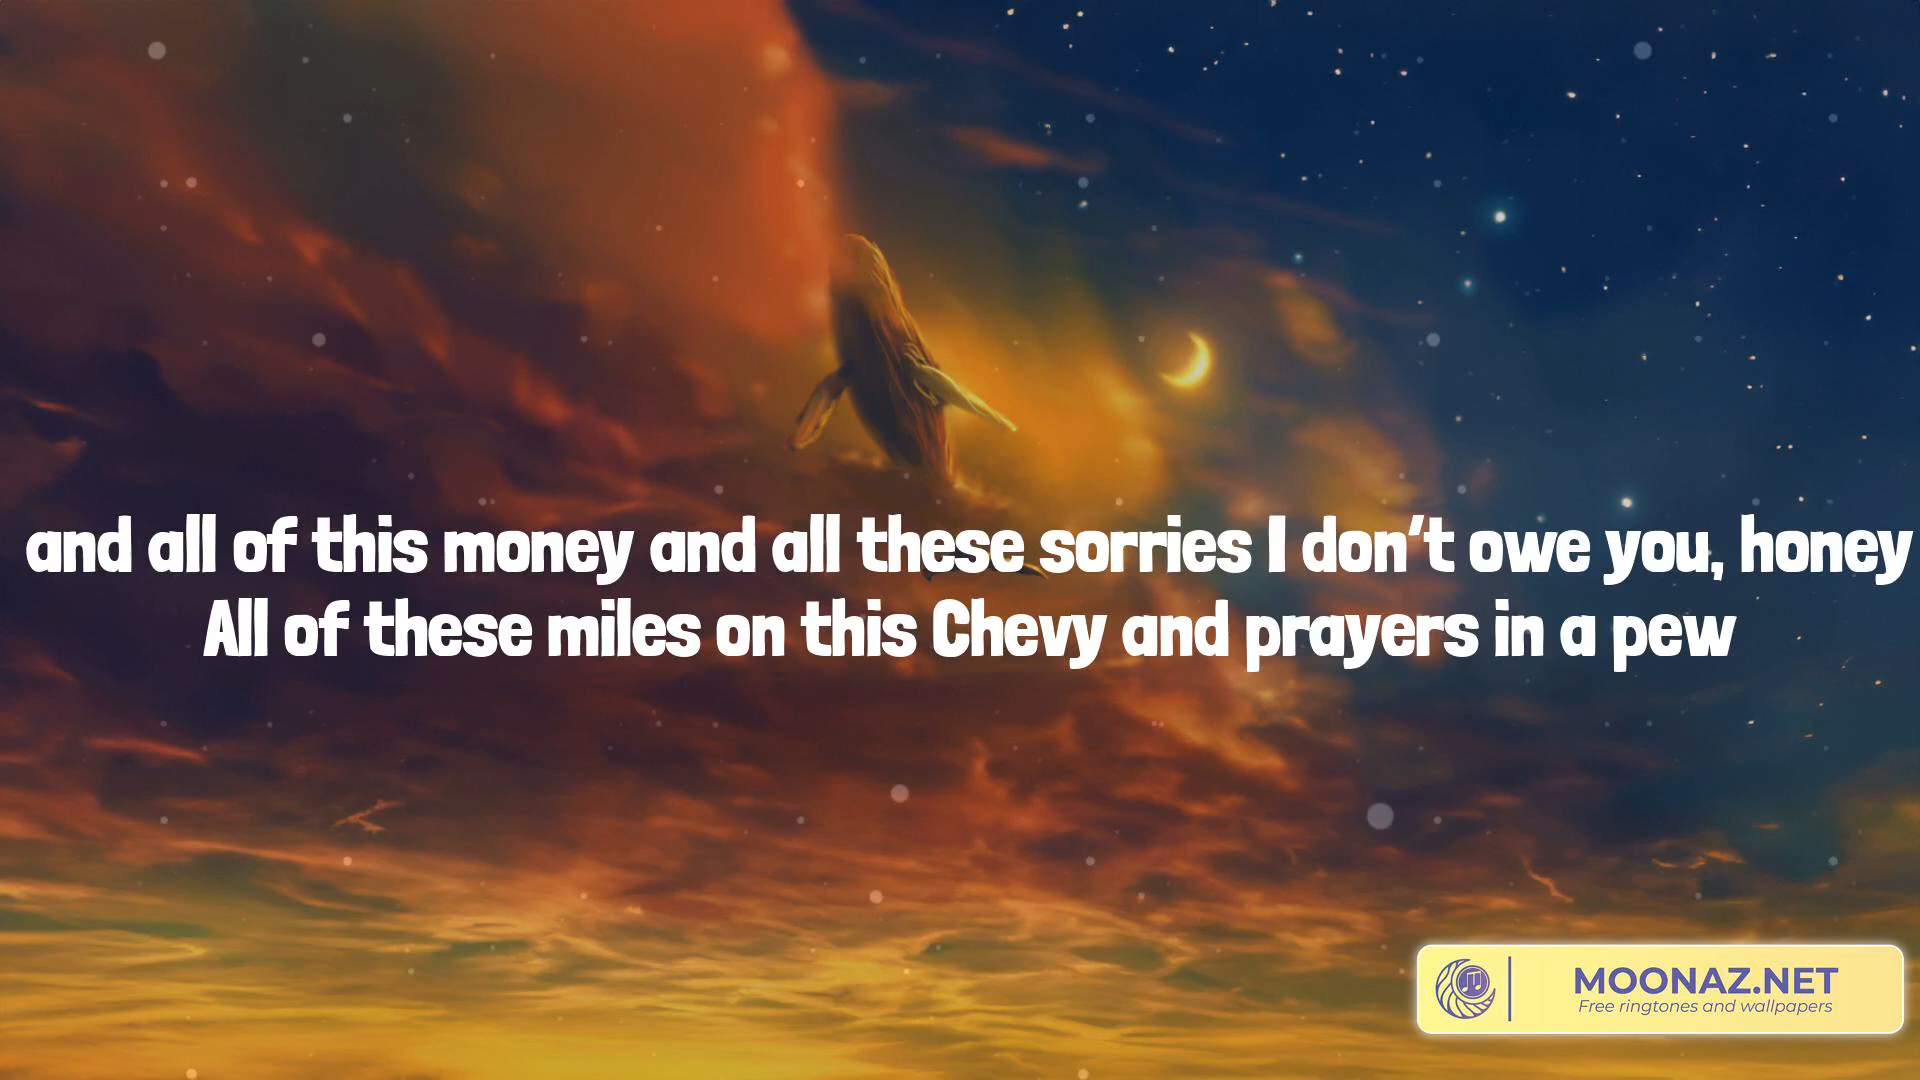 and all of this money and all these sorries I don't owe you, honey
All of these miles on this Chevy and prayers in a pew
MOONAZ.NET
Free ringtones and wallpapers